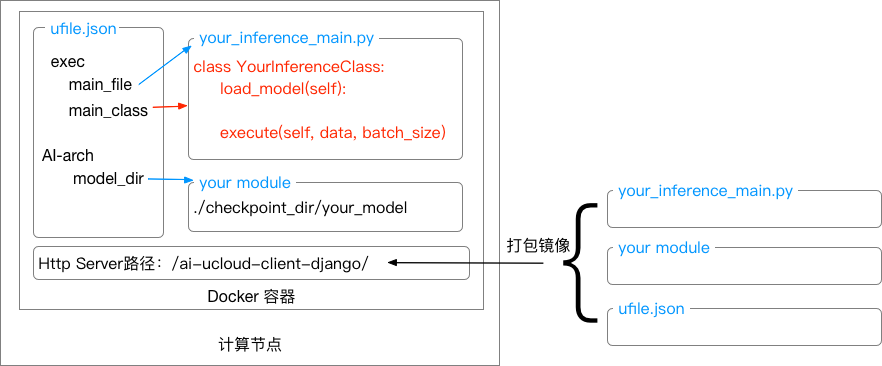 ufile.json
exec
main_file
main_class
AI-arch
model_dir
your_inference_main.py
class YourInferenceClass:
load_model(self):
execute(self, data, batch_size)
your module
./checkpoint_dir/your_model
Http Server路径：/ai-ucloud-client-django/
Docker 容器
计算节点
打包镜像
your_inference_main.py
your module
ufile.json